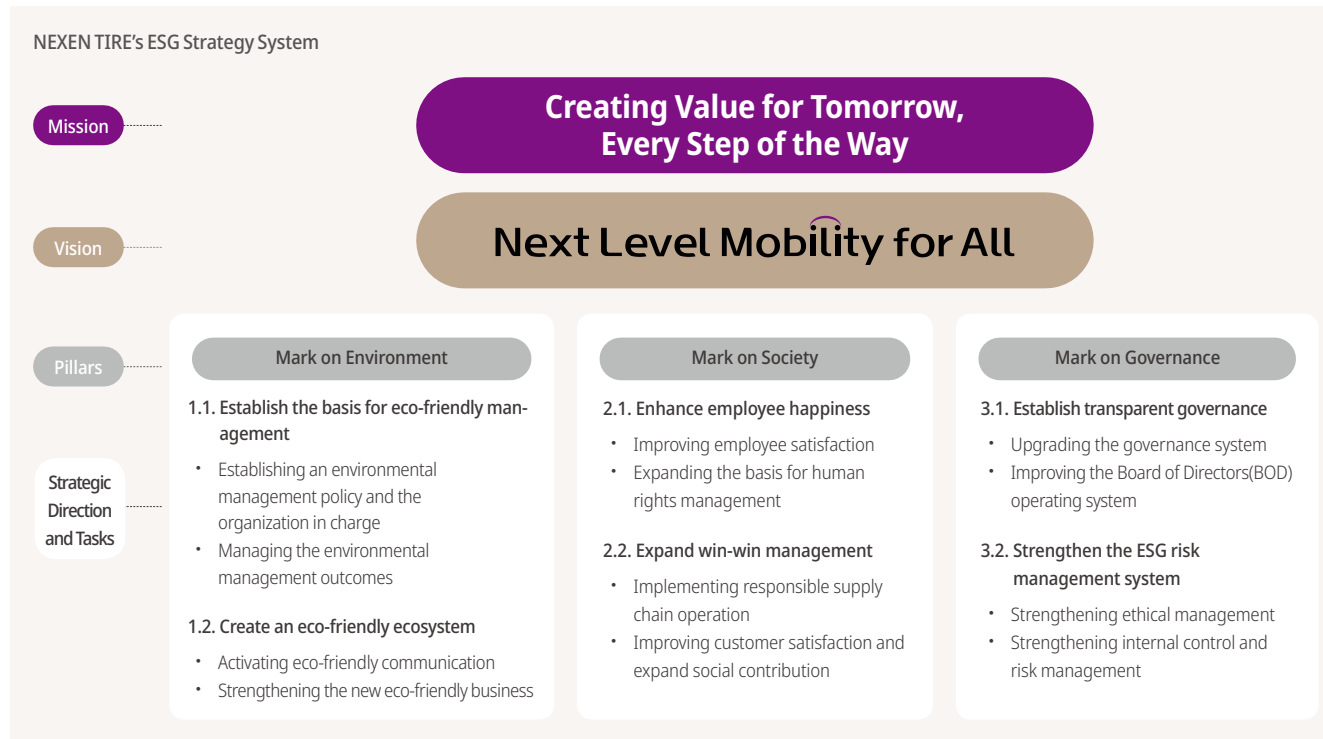 NEXEN TIRE's ESG Strategy System
Mission
Creating Value for Tomorrow,
Every Step of the Way
Vision
Next Level Mobility for All
Pillars
Strategic
Direction
and Tasks
Mark on Environment
1.1. Establish the basis for eco-friendly man-
agement
• Establishing an environmental
management policy and the
organization in charge
• Managing the environmental
management outcomes
1.2. Create an eco-friendly ecosystem
• Activating eco-friendly communication
• Strengthening the new eco-friendly business
Mark on Society
2.1. Enhance employee happiness
• Improving employee satisfaction
• Expanding the basis for human
rights management
2.2. Expand win-win management
• Implementing responsible supply
chain operation
• Improving customer satisfaction and
expand social contribution
Mark on Governance
3.1. Establish transparent governance
• Upgrading the governance system
• Improving the Board of Directors(BOD)
operating system
3.2. Strengthen the ESG risk
management system
• Strengthening ethical management
• Strengthening internal control and
risk management